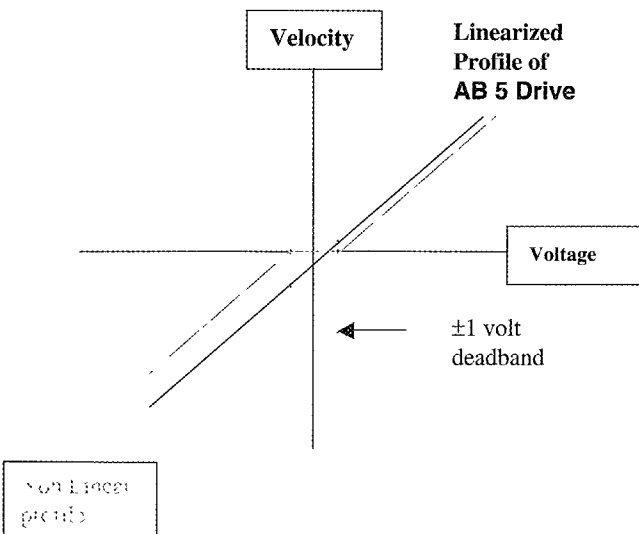 Velocity
Linearized
Profile of
AB 5 Drive
Voltage
±1 volt
deadband